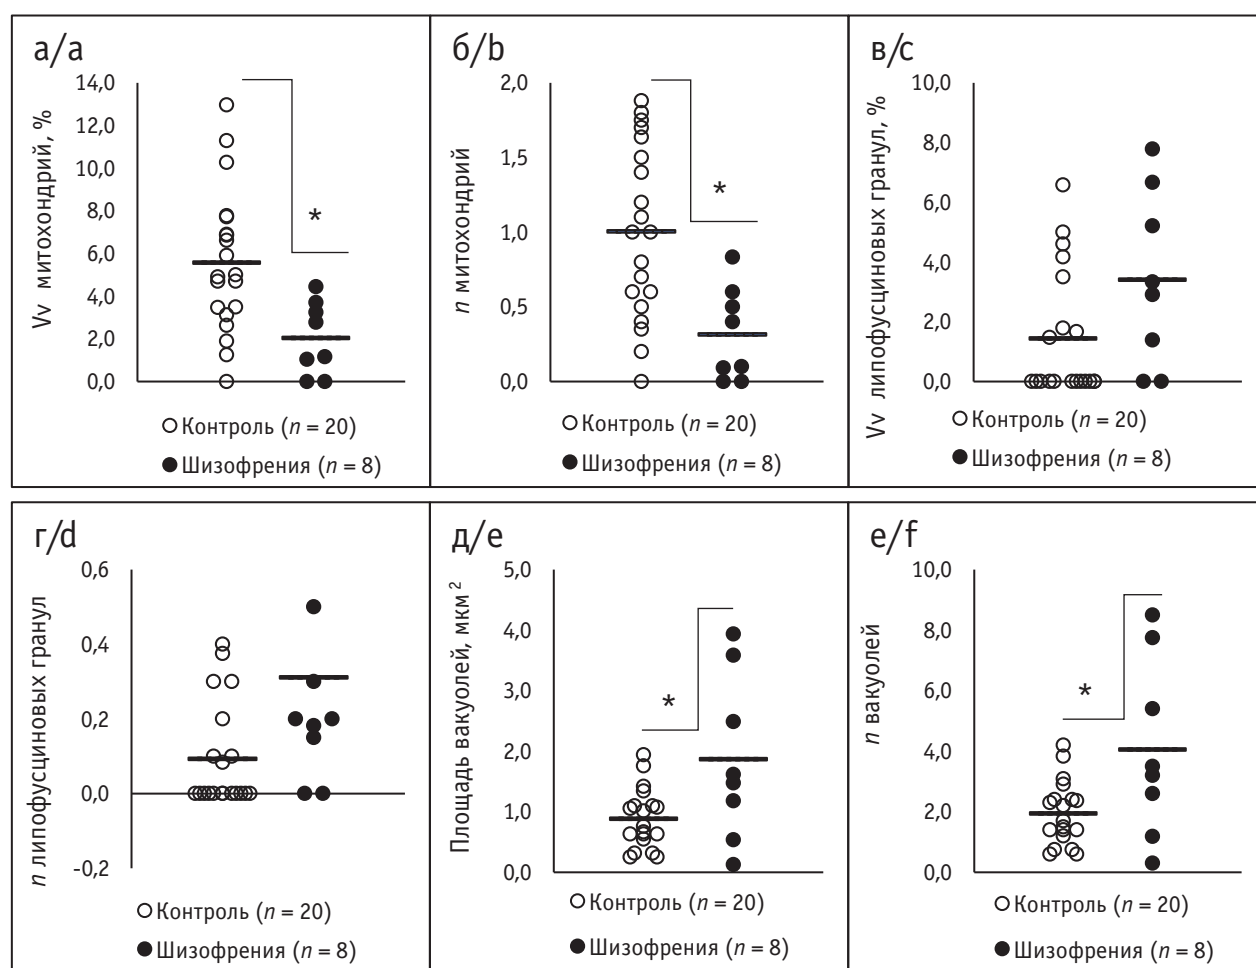 а/a
Vv митохондрий, %
14,0
12,0
10,0
8,0
6,0
4,0
2,0
0,0
*
Контроль (n = 20)
Шизофрения (n = 8)
б/b
n митохондрий
2,0
1,5
1,0
0,5
0,0
*
Контроль (n = 20)
Шизофрения (n = 8)
в/c
Vv липофусциновых гранул, %
10,0
8,0
6,0
4,0
2,0
0,0
Контроль (n = 20)
Шизофрения (n = 8)
г/d
n липофусциновых гранул
0,6
0,4
0,2
0,0
-0,2
Контроль (n = 20)
Шизофрения (n = 8)
д/e
Площадь вакуолей, мкм²
5,0
4,0
3,0
2,0
1,0
0,0
*
Контроль (n = 20)
Шизофрения (n = 8)
е/f
n вакуолей
10,0
8,0
6,0
4,0
2,0
0,0
*
Контроль (n = 20)
Шизофрения (n = 8)